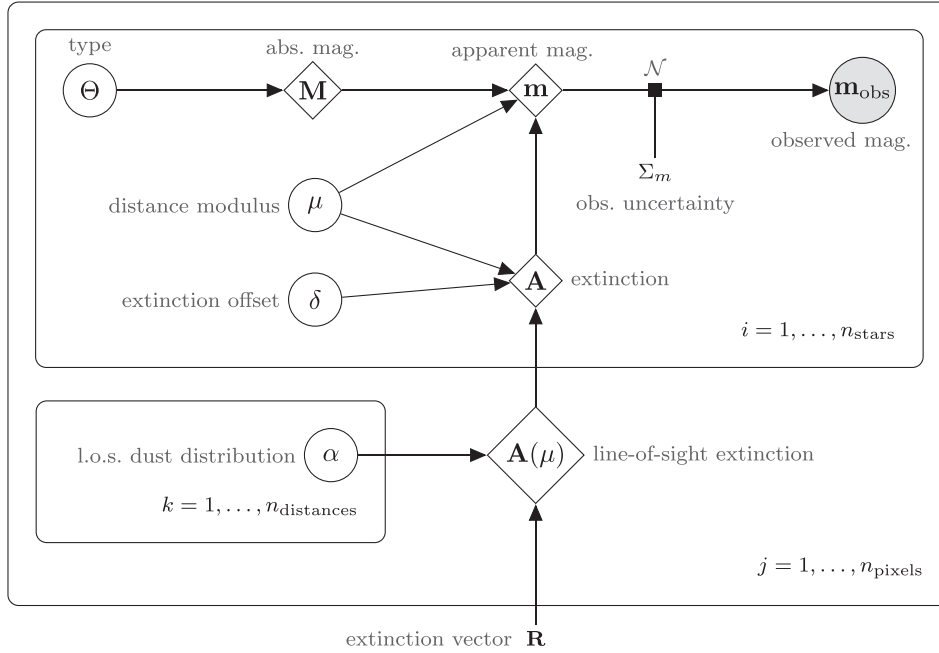 type
abs. mag.
apparent mag.
Θ
M
m
𝒩
m_obs
observed mag.
Σ_m
obs. uncertainty
distance modulus μ
extinction offset δ
A extinction
i = 1, . . . , n_stars
l.o.s. dust distribution α
A(μ) line-of-sight extinction
k = 1, . . . , n_distances
j = 1, . . . , n_pixels
extinction vector R